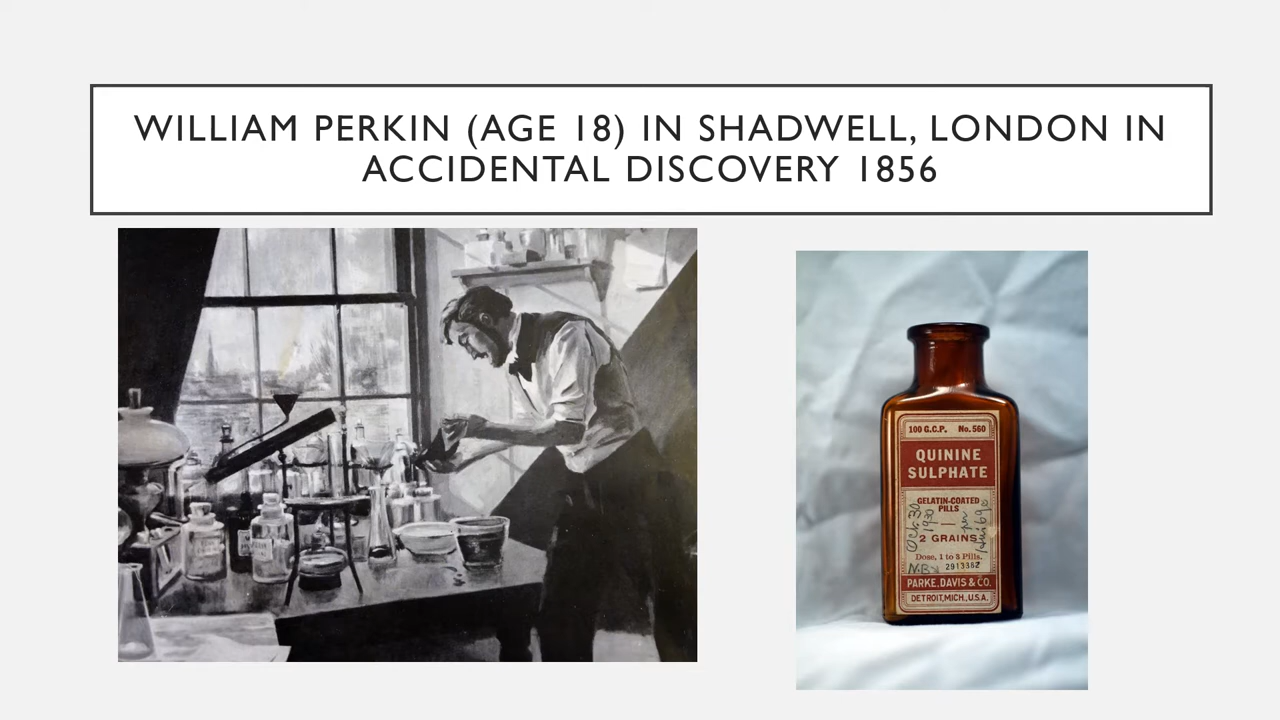 WILLIAM PERKIN (AGE 18) IN SHADWELL, LONDON IN
ACCIDENTAL DISCOVERY 1856
100 G.C.P. No. 560
QUININE
SULPHATE
GELATIN-COATED
PILLS
2 GRAINS
Dose, 1 to 8 Pills.
2913382
PARKE, DAVIS & CO.
DETROIT, MICH., U.S.A.